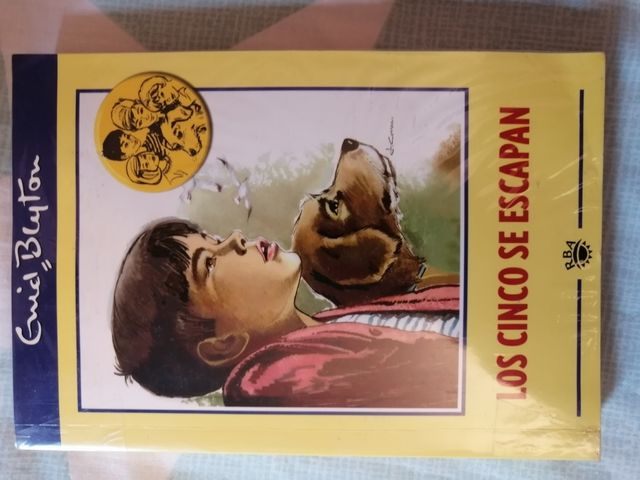 Enid Blyton
LOS CINCO SE ESCAPAN
RBA